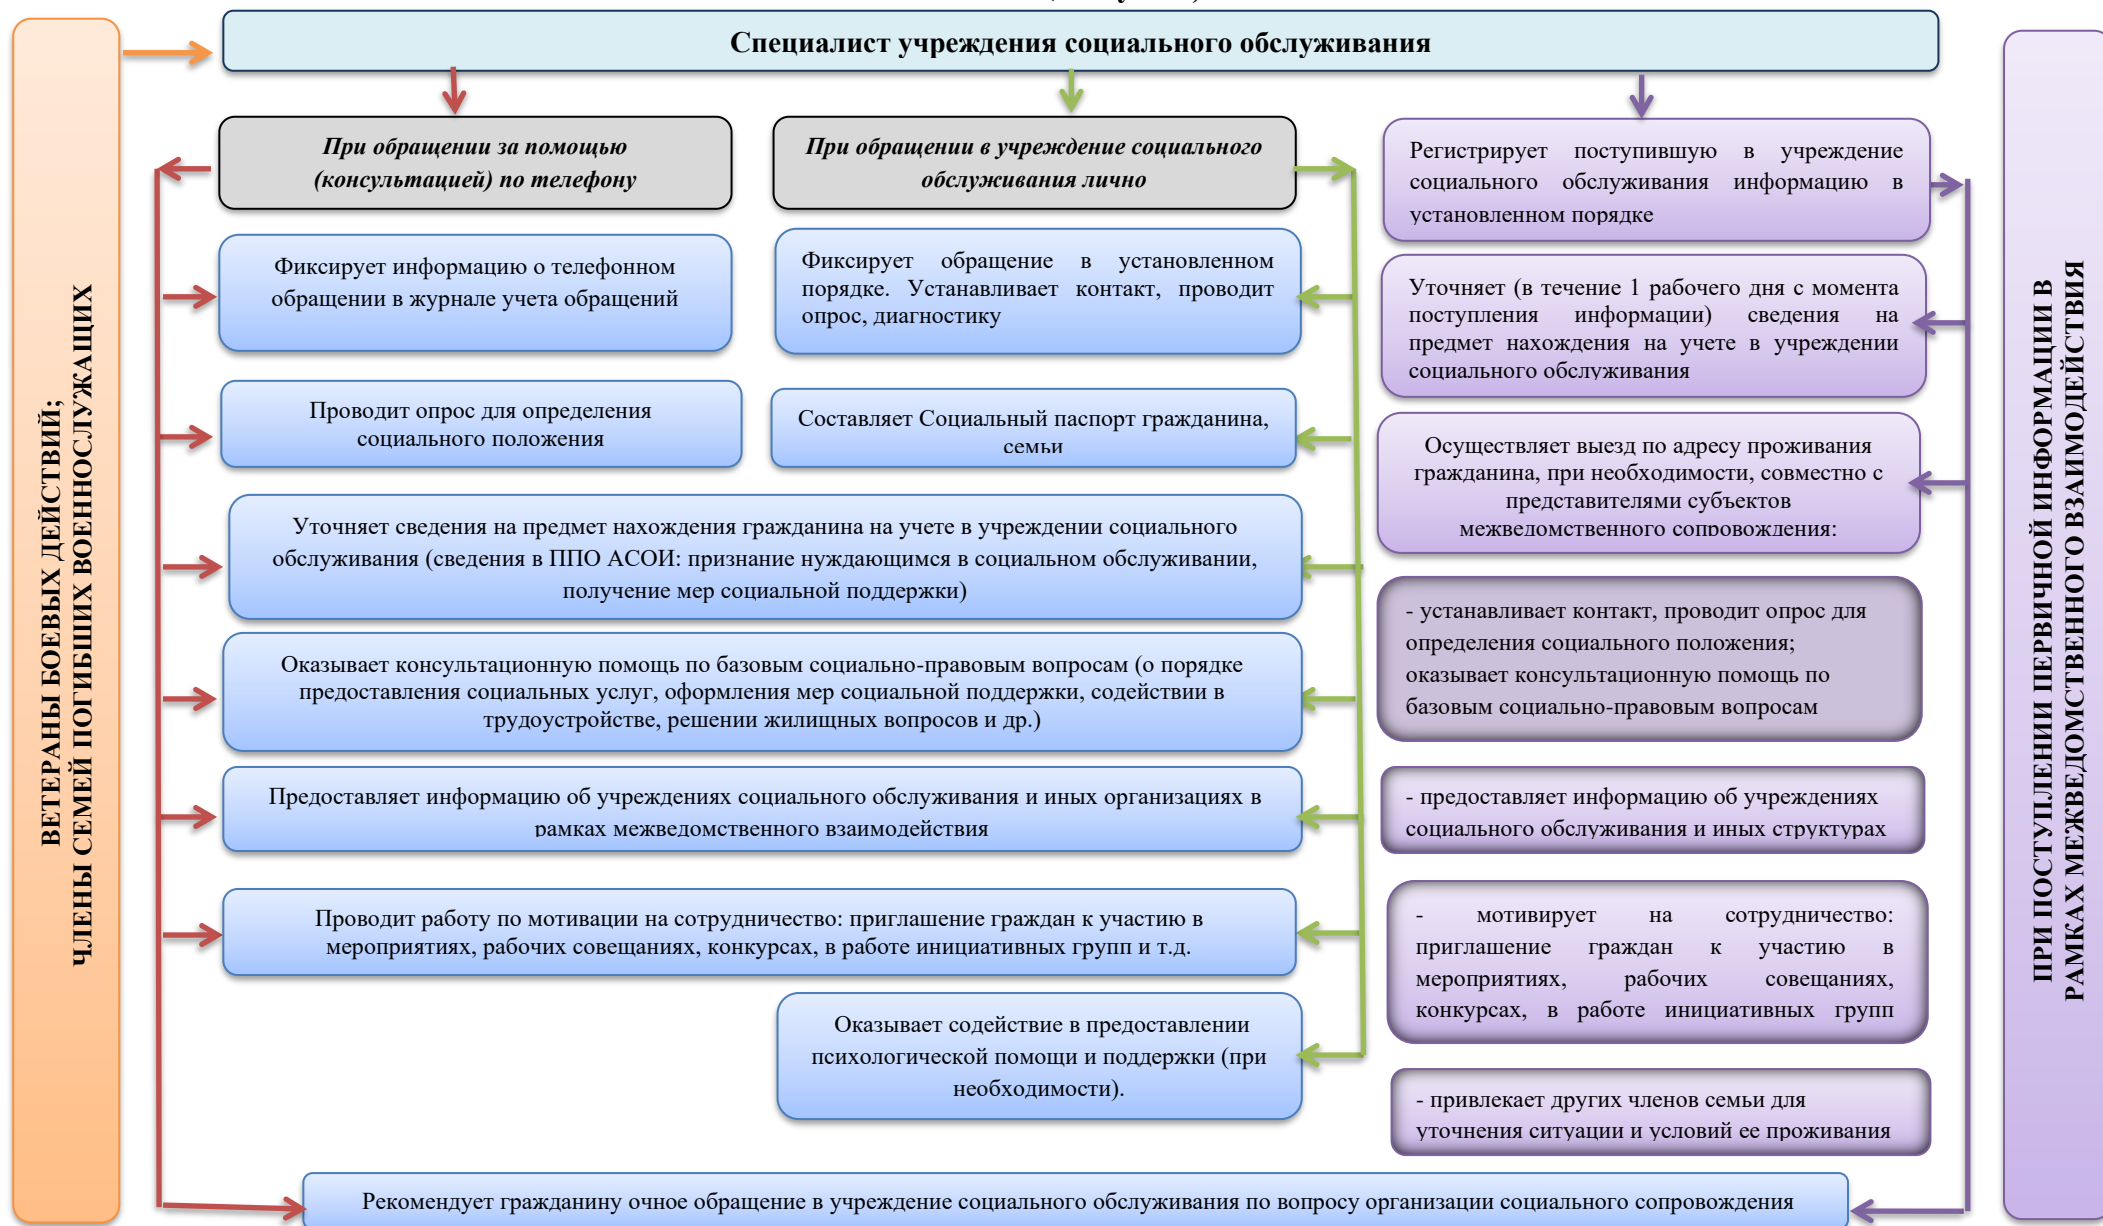 Специалист учреждения социального обслуживания
ВЕТЕРАНЫ БОЕВЫХ ДЕЙСТВИЙ;
ЧЛЕНЫ СЕМЕЙ ПОГИБШИХ ВОЕННОСЛУЖАЩИХ
При обращении за помощью
(консультацией) по телефону
Фиксирует информацию о телефонном
обращении в журнале учета обращений
Проводит опрос для определения
социального положения
При обращении в учреждение социального
обслуживания лично
Фиксирует обращение в установленном
порядке. Устанавливает контакт, проводит
опрос, диагностику
Составляет Социальный паспорт гражданина,
семьи
Уточняет сведения на предмет нахождения гражданина на учете в учреждении социального
обслуживания (сведения в ППО АСОИ: признание нуждающимся в социальном обслуживании,
получение мер социальной поддержки)
Оказывает консультационную помощь по базовым социально-правовым вопросам (о порядке
предоставления социальных услуг, оформления мер социальной поддержки, содействии в
трудоустройстве, решении жилищных вопросов и др.)
Предоставляет информацию об учреждениях социального обслуживания и иных организациях в
рамках межведомственного взаимодействия
Проводит работу по мотивации на сотрудничество: приглашение граждан к участию в
мероприятиях, рабочих совещаниях, конкурсах, в работе инициативных групп и т.д.
Оказывает содействие в предоставлении
психологической помощи и поддержки (при
необходимости).
Регистрирует поступившую в учреждение
социального обслуживания информацию в
установленном порядке
Уточняет (в течение 1 рабочего дня с момента
поступления информации) сведения на
предмет нахождения на учете в учреждении
социального обслуживания
Осуществляет выезд по адресу проживания
гражданина, при необходимости, совместно с
представителями субъектов
межведомственного сопровождения:
- устанавливает контакт, проводит опрос для
определения социального положения;
оказывает консультационную помощь по
базовым социально-правовым вопросам
- предоставляет информацию об учреждениях
социального обслуживания и иных структурах
- мотивирует на сотрудничество:
приглашение граждан к участию в
мероприятиях, рабочих совещаниях,
конкурсах, в работе инициативных групп
- привлекает других членов семьи для
уточнения ситуации и условий ее проживания
Рекомендует гражданину очное обращение в учреждение социального обслуживания по вопросу организации социального сопровождения
ПРИ ПОСТУПЛЕНИИ ПЕРВИЧНОЙ ИНФОРМАЦИИ В
РАМКАХ МЕЖВЕДОМСТВЕННОГО ВЗАИМОДЕЙСТВИЯ